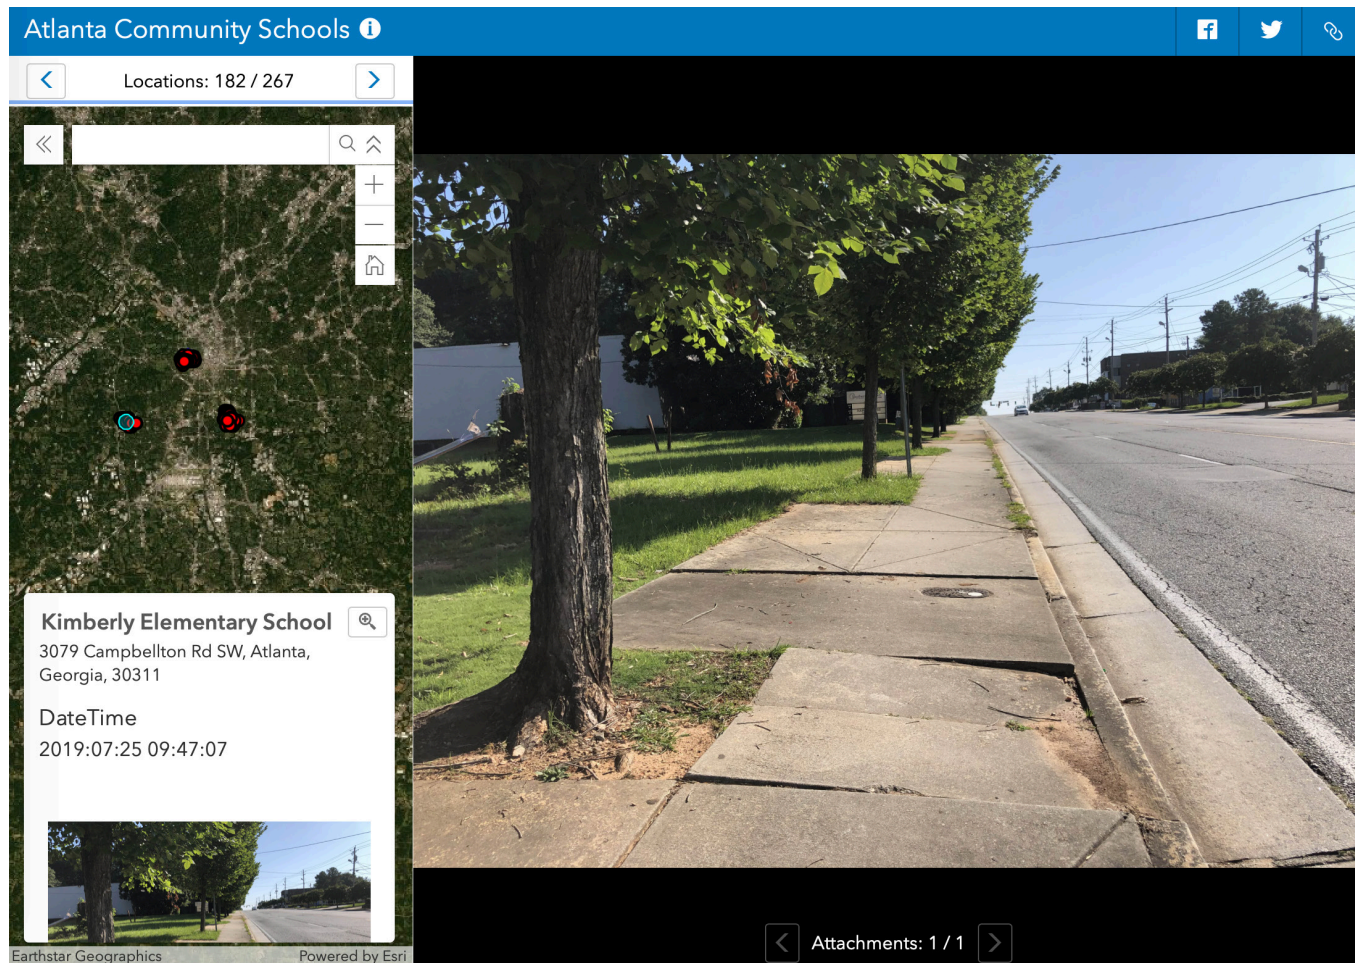 Atlanta Community Schools
Locations: 182 / 267
Kimberly Elementary School
3079 Campbellton Rd SW, Atlanta,
Georgia, 30311
DateTime
2019:07:25 09:47:07
Earthstar Geographics
Powered by Esri
Attachments: 1 / 1